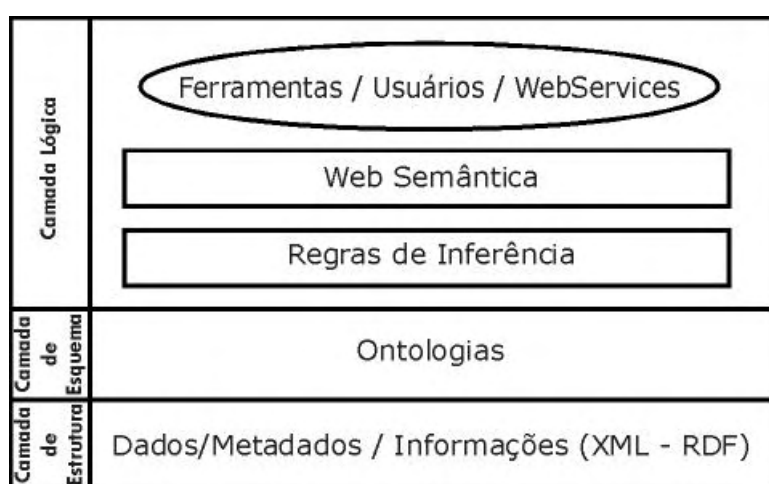 Camada Lógica
Ferramentas / Usuários / WebServices
Web Semântica
Regras de Inferência
Camada
de
Esquema
Ontologias
Camada
de
Estrutura
Dados/Metadados / Informações (XML - RDF)